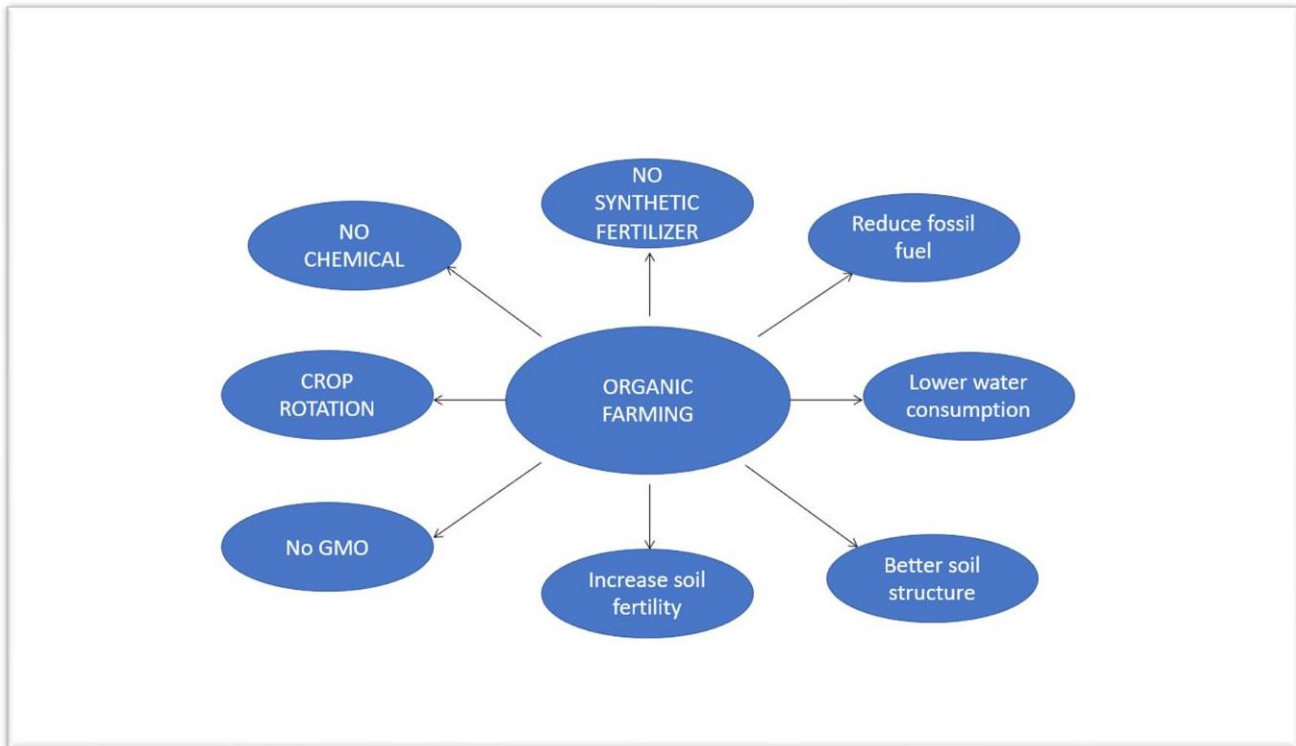 NO
SYNTHETIC
FERTILIZER
NO
CHEMICAL
Reduce fossil
fuel
CROP
ROTATION
ORGANIC
FARMING
Lower water
consumption
No GMO
Increase soil
fertility
Better soil
structure